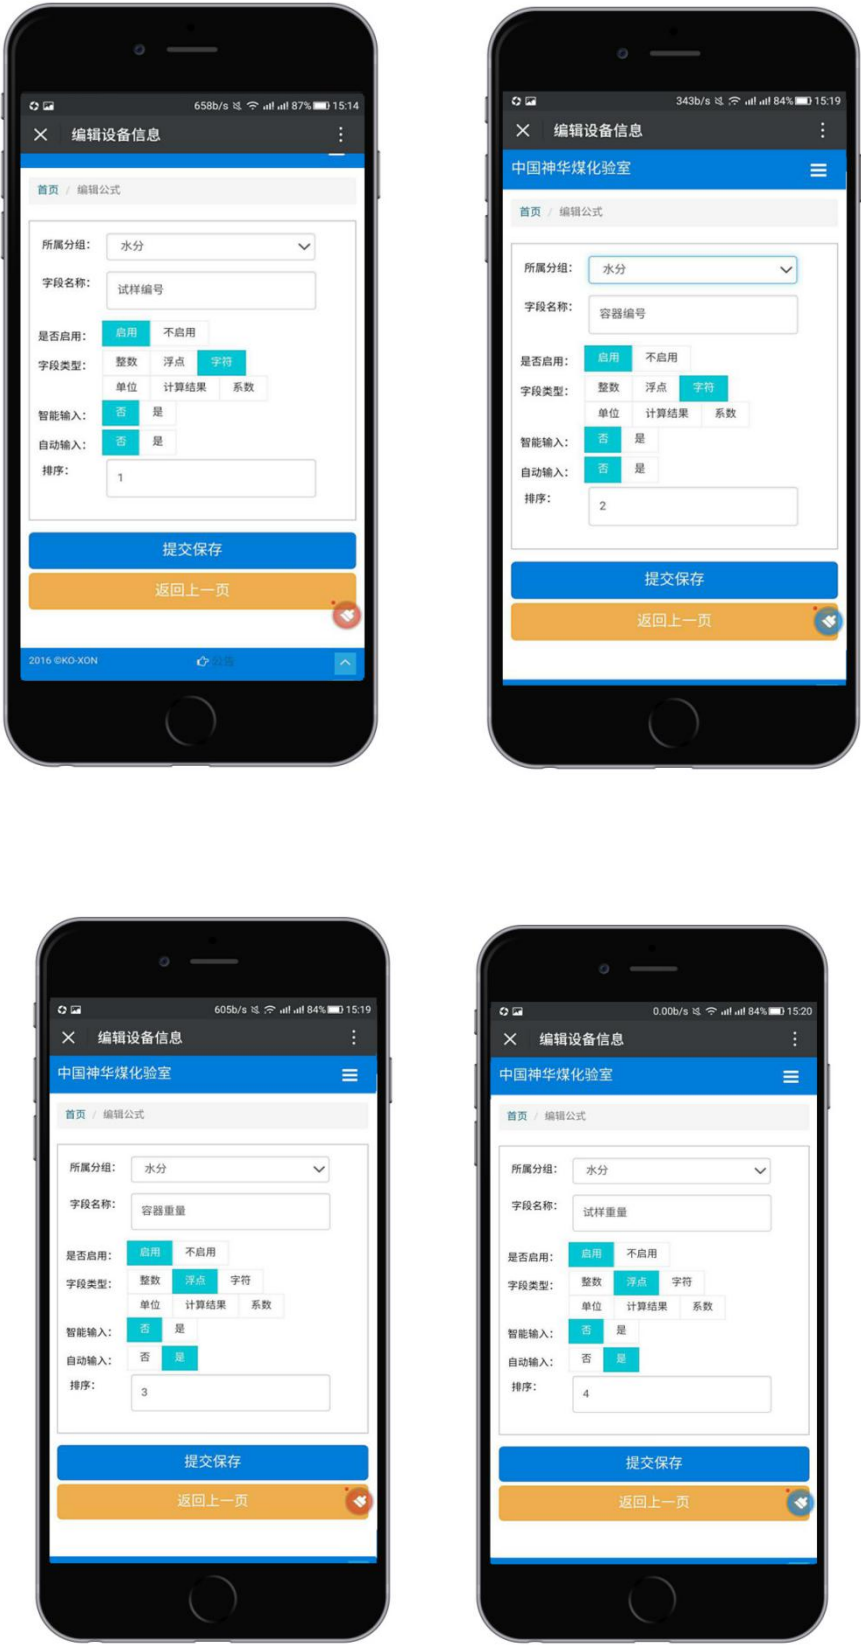 658b/s 87% 15:14
编辑设备信息
首页 / 编辑公式
所属分组： 水分
字段名称： 试样编号
是否启用： 启用 不启用
字段类型： 整数 浮点 字符
单位 计算结果 系数
智能输入： 否 是
自动输入： 否 是
排序： 1
提交保存
返回上一页
2016 ©KO-XON
343b/s 84% 15:19
编辑设备信息
中国神华煤化验室
首页 / 编辑公式
所属分组： 水分
字段名称： 容器编号
是否启用： 启用 不启用
字段类型： 整数 浮点 字符
单位 计算结果 系数
智能输入： 否 是
自动输入： 否 是
排序： 2
提交保存
返回上一页
605b/s 84% 15:19
编辑设备信息
中国神华煤化验室
首页 / 编辑公式
所属分组： 水分
字段名称： 容器重量
是否启用： 启用 不启用
字段类型： 整数 浮点 字符
单位 计算结果 系数
智能输入： 否 是
自动输入： 否 是
排序： 3
提交保存
返回上一页
0.00b/s 84% 15:20
编辑设备信息
中国神华煤化验室
首页 / 编辑公式
所属分组： 水分
字段名称： 试样重量
是否启用： 启用 不启用
字段类型： 整数 浮点 字符
单位 计算结果 系数
智能输入： 否 是
自动输入： 否 是
排序： 4
提交保存
返回上一页